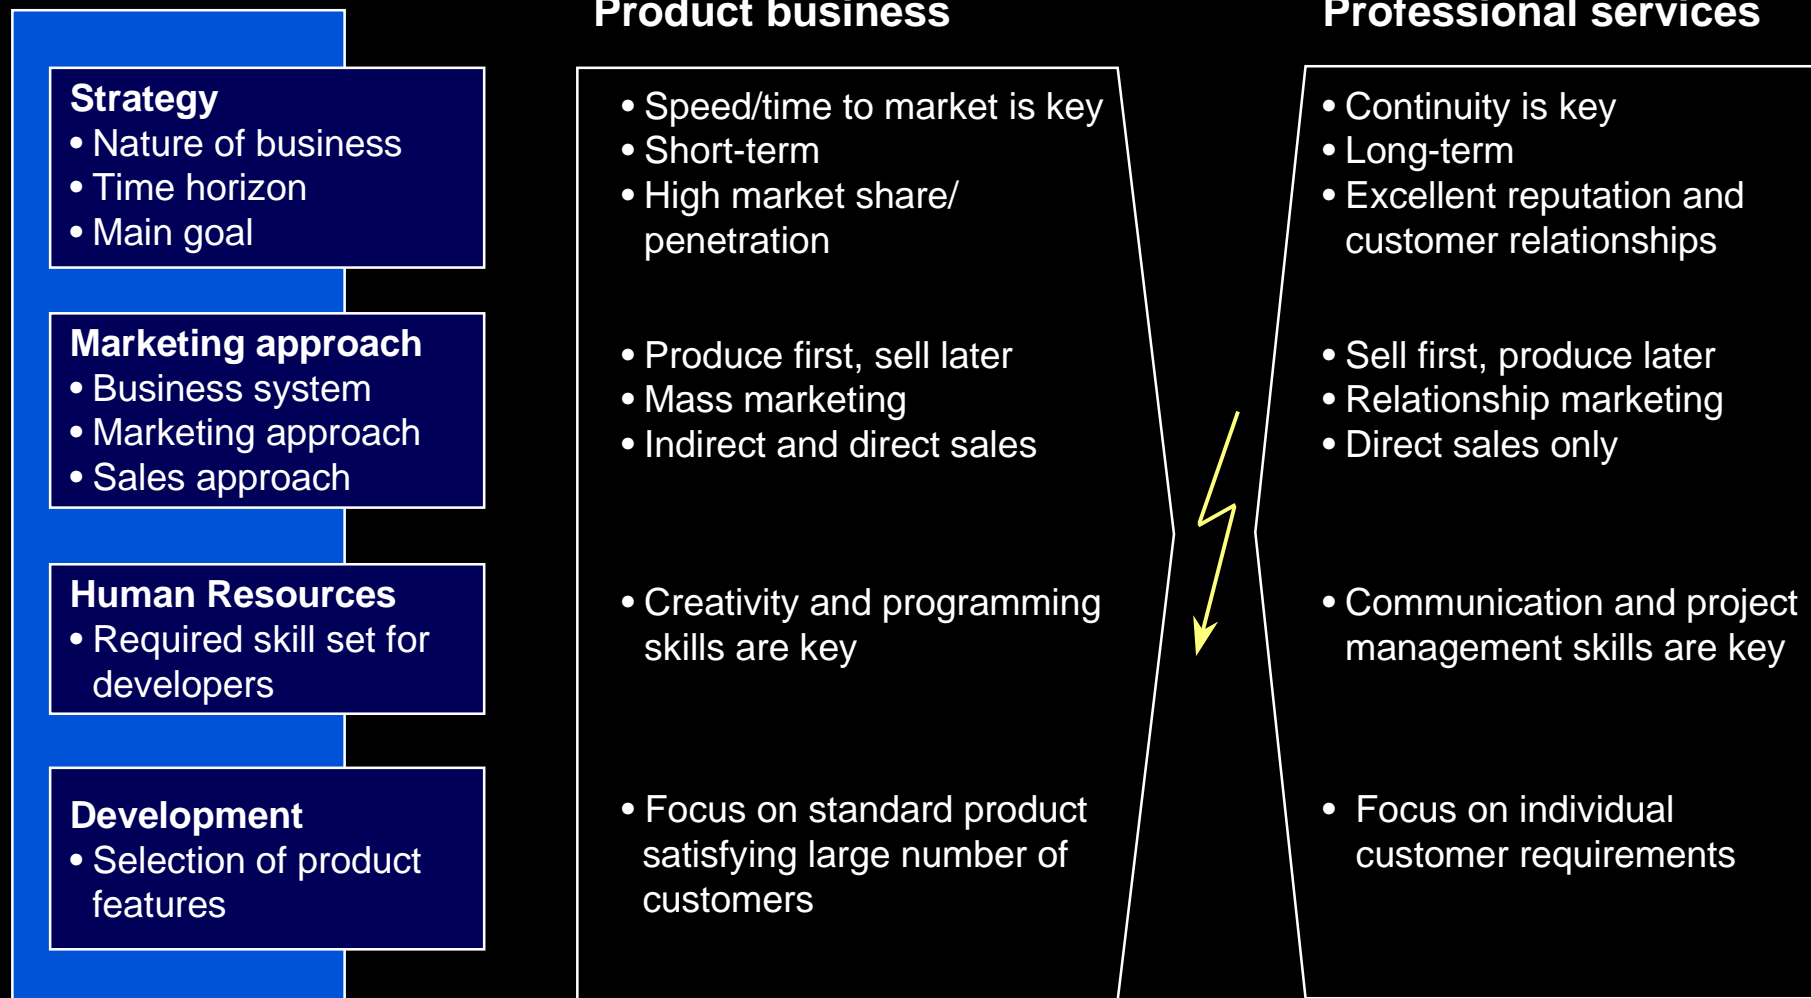 Product business
Professional services
Strategy
• Nature of business
• Time horizon
• Main goal
• Speed/time to market is key
• Short-term
• High market share/
penetration
• Continuity is key
• Long-term
• Excellent reputation and
customer relationships
Marketing approach
• Business system
• Marketing approach
• Sales approach
• Produce first, sell later
• Mass marketing
• Indirect and direct sales
• Sell first, produce later
• Relationship marketing
• Direct sales only
Human Resources
• Required skill set for
developers
• Creativity and programming
skills are key
• Communication and project
management skills are key
Development
• Selection of product
features
• Focus on standard product
satisfying large number of
customers
• Focus on individual
customer requirements